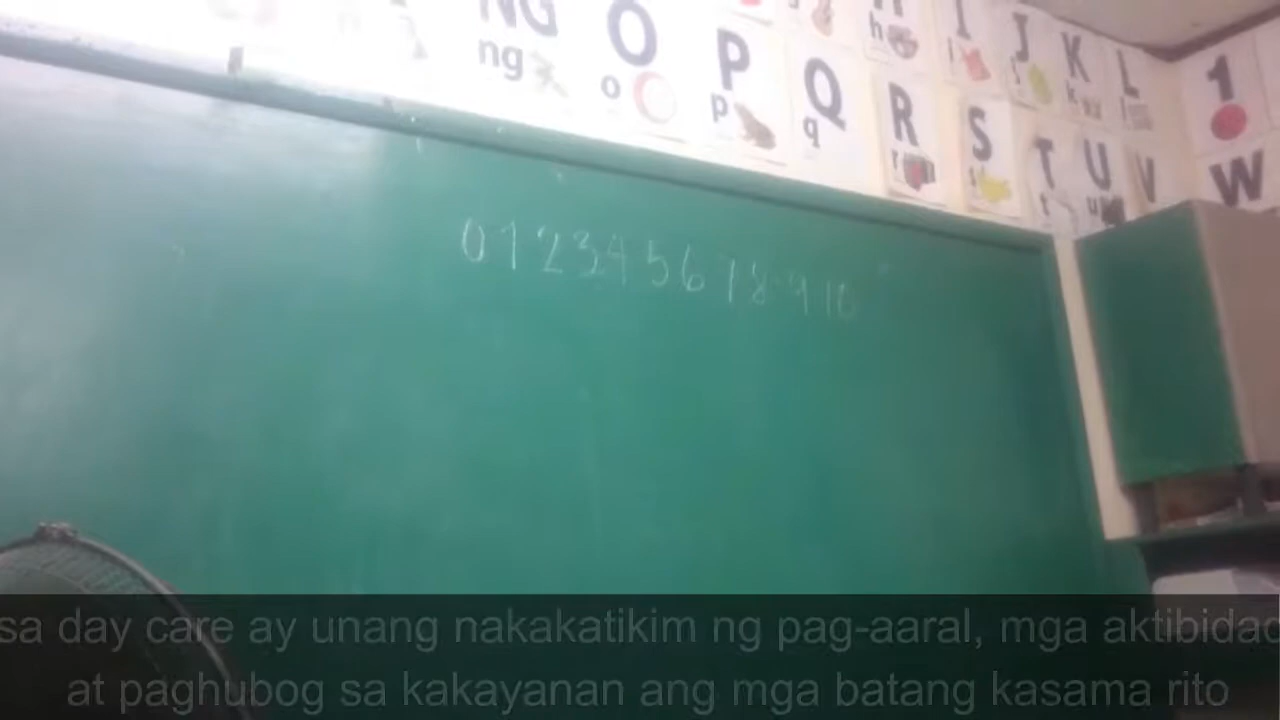 NG O P Q I J K L 1
ng o p q h
R S T U V W
r s t u
0 1 2 3 4 5 6 7 8 9 10
sa day care ay unang nakakatikim ng pag-aaral, mga aktibidad
at paghubog sa kakayanan ang mga batang kasama rito